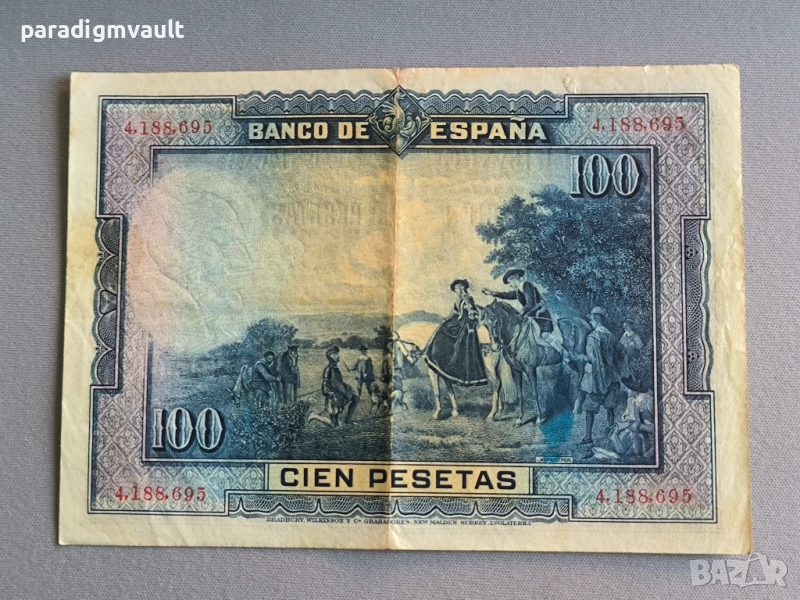 paradigmvault
4,188,695 BANCO DE ESPAÑA 4,188,695
100
100
CIEN PESETAS
4,188,695 4,188,695
BRADBURY, WILKINSON Y Cª GRABADORES, NEW MALDEN, SURREY, INGLATERRA
BAZAR